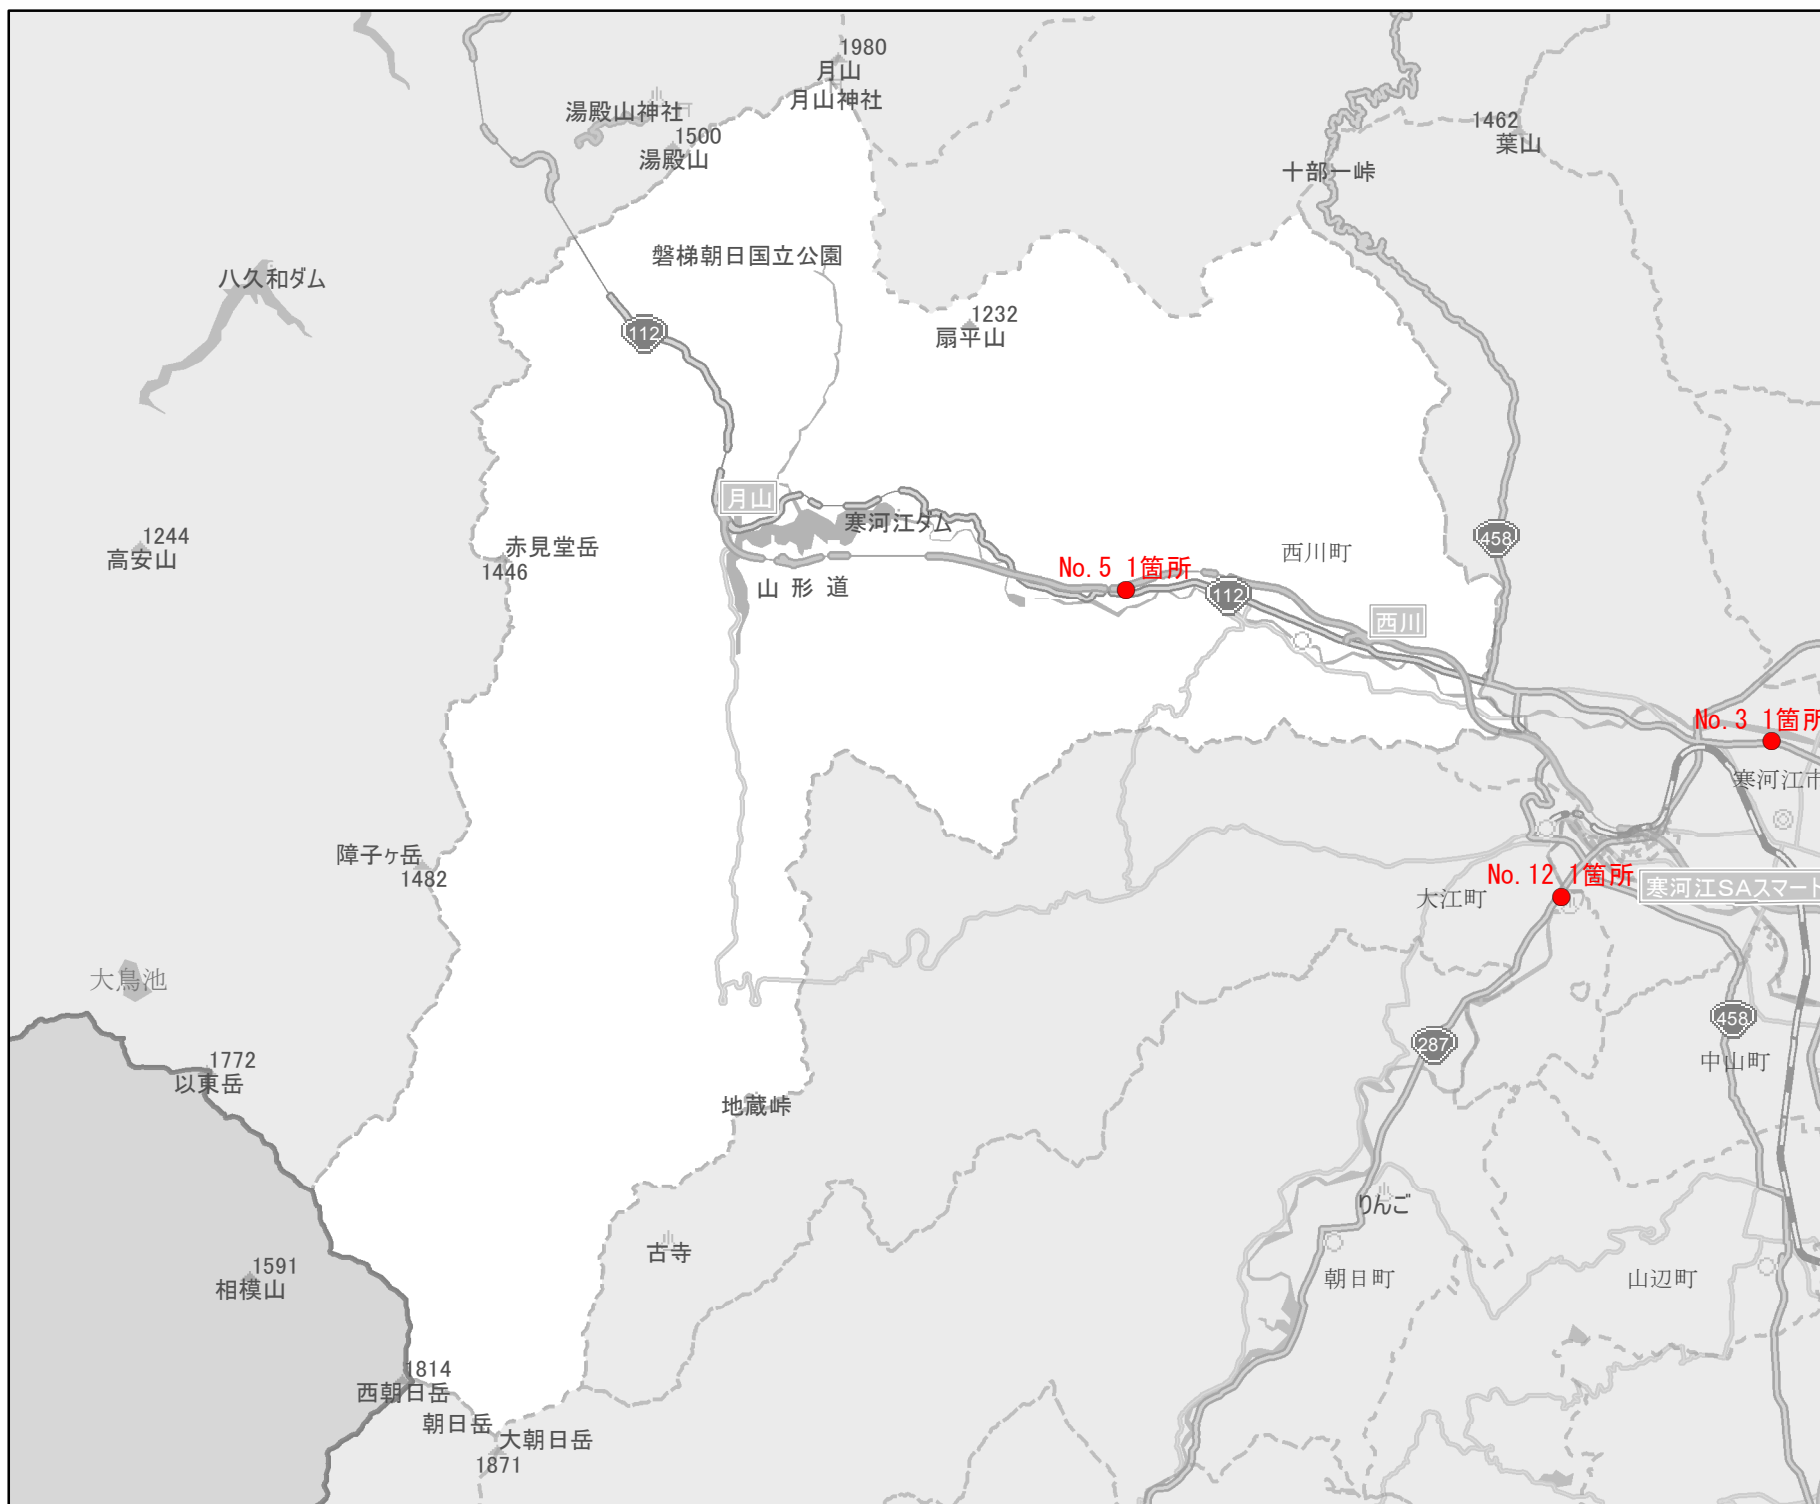 1980
月山
月山神社
湯殿山神社
1500
湯殿山
1462
葉山
十部一峠
磐梯朝日国立公園
八久和ダム
1232
扇平山
112
月山
寒河江ダム
1244
高安山
赤見堂岳
1446
458
西川町
No.5 1箇所
山形道
112
西川
No.3 1箇所
寒河江市
障子ヶ岳
1482
No.12 1箇所
大江町
寒河江SAスマート
大鳥池
458
287
中山町
1772
以東岳
地蔵峠
りんご
古寺
1591
相模山
朝日町
山辺町
1814
西朝日岳
朝日岳
大朝日岳
1871